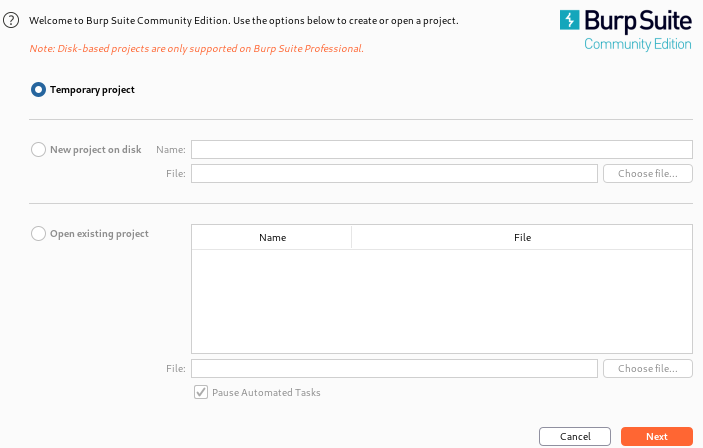 Welcome to Burp Suite Community Edition. Use the options below to create or open a project.
Burp Suite
Community Edition
Note: Disk-based projects are only supported on Burp Suite Professional.
Temporary project
New project on disk Name:
File: Choose file...
Open existing project Name File
File: Choose file...
Pause Automated Tasks
Cancel Next